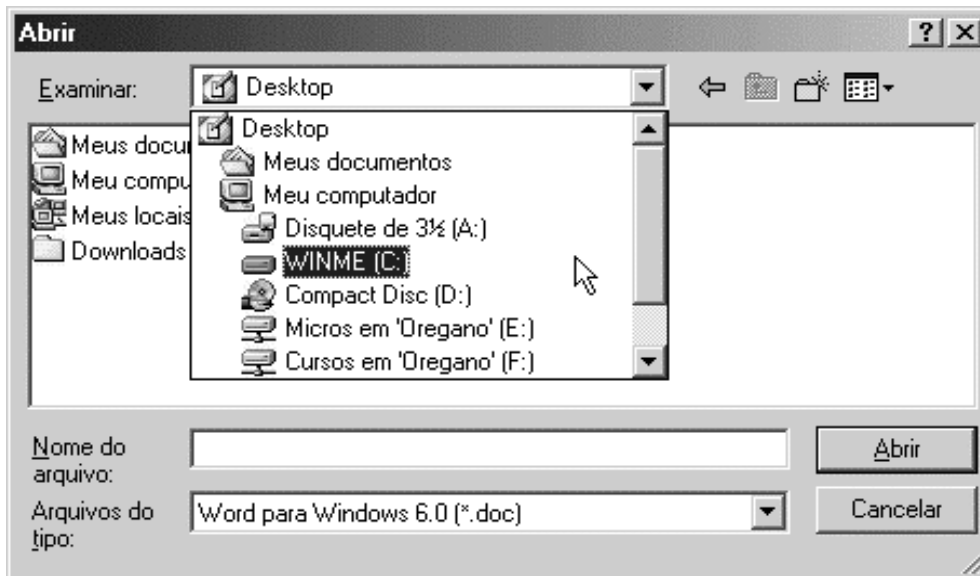 Abrir
Examinar: Desktop
Desktop
Meus documentos
Meu computador
Disquete de 3½ (A:)
WINME (C:)
Compact Disc (D:)
Micros em 'Oregano' (E:)
Cursos em 'Oregano' (F:)
Meus docu
Meu compu
Meus locais
Downloads
Nome do
arquivo:
Abrir
Arquivos do
tipo:
Word para Windows 6.0 (*.doc)
Cancelar